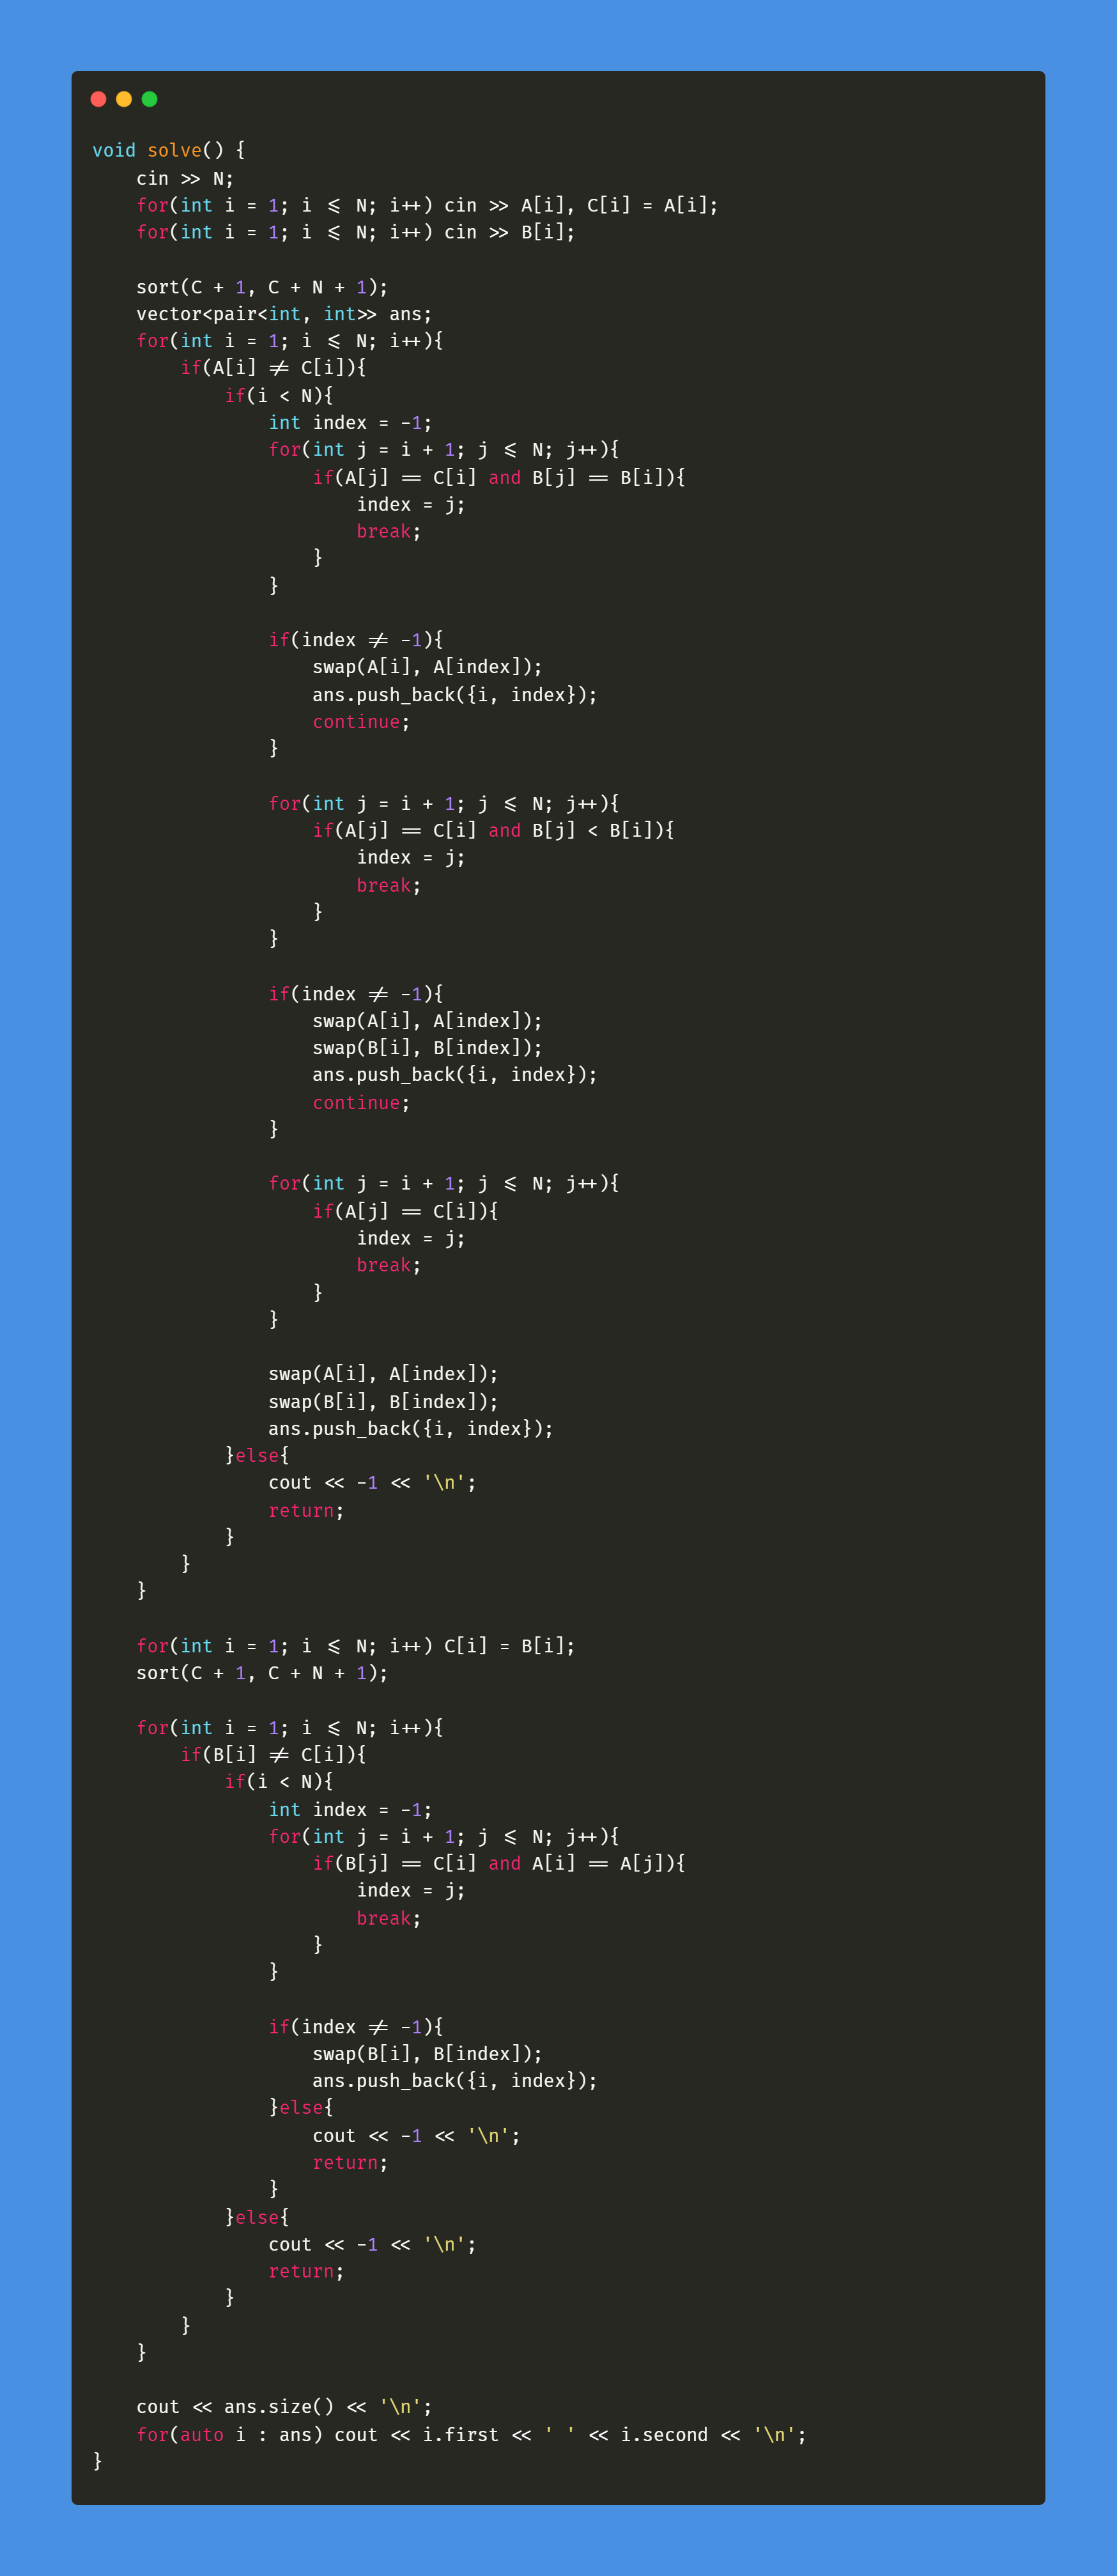 void solve() {
    cin >> N;
    for(int i = 1; i <= N; i++) cin >> A[i], C[i] = A[i];
    for(int i = 1; i <= N; i++) cin >> B[i];

    sort(C + 1, C + N + 1);
    vector<pair<int, int>> ans;
    for(int i = 1; i <= N; i++){
        if(A[i] != C[i]){
            if(i < N){
                int index = -1;
                for(int j = i + 1; j <= N; j++){
                    if(A[j] == C[i] and B[j] == B[i]){
                        index = j;
                        break;
                    }
                }

                if(index != -1){
                    swap(A[i], A[index]);
                    ans.push_back({i, index});
                    continue;
                }

                for(int j = i + 1; j <= N; j++){
                    if(A[j] == C[i] and B[j] < B[i]){
                        index = j;
                        break;
                    }
                }

                if(index != -1){
                    swap(A[i], A[index]);
                    swap(B[i], B[index]);
                    ans.push_back({i, index});
                    continue;
                }

                for(int j = i + 1; j <= N; j++){
                    if(A[j] == C[i]){
                        index = j;
                        break;
                    }
                }

                swap(A[i], A[index]);
                swap(B[i], B[index]);
                ans.push_back({i, index});
            }else{
                cout << -1 << '\n';
                return;
            }
        }
    }

    for(int i = 1; i <= N; i++) C[i] = B[i];
    sort(C + 1, C + N + 1);

    for(int i = 1; i <= N; i++){
        if(B[i] != C[i]){
            if(i < N){
                int index = -1;
                for(int j = i + 1; j <= N; j++){
                    if(B[j] == C[i] and A[i] == A[j]){
                        index = j;
                        break;
                    }
                }

                if(index != -1){
                    swap(B[i], B[index]);
                    ans.push_back({i, index});
                }else{
                    cout << -1 << '\n';
                    return;
                }
            }else{
                cout << -1 << '\n';
                return;
            }
        }
    }

    cout << ans.size() << '\n';
    for(auto i : ans) cout << i.first << ' ' << i.second << '\n';
}